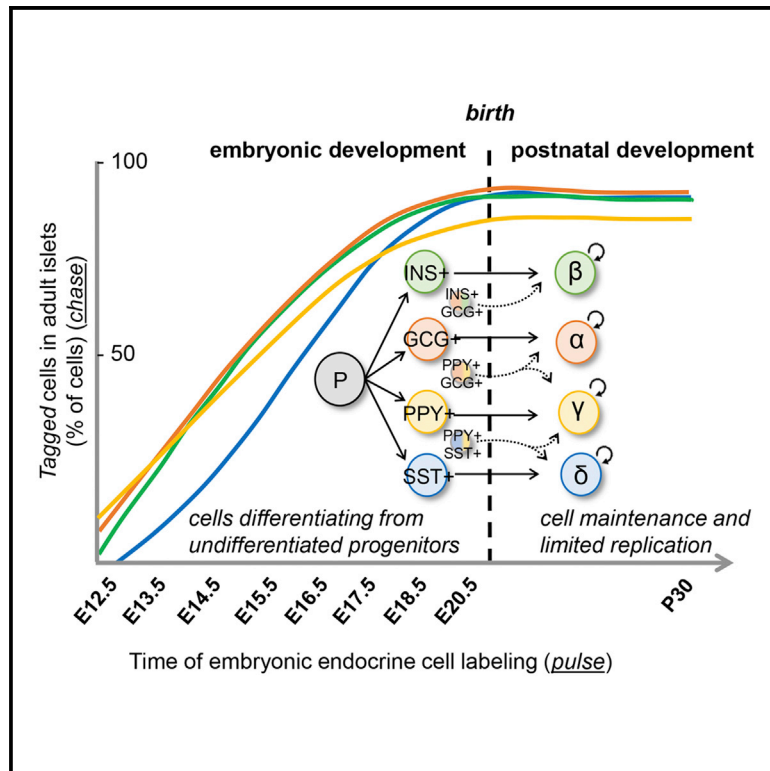 birth
embryonic development
postnatal development
100
50
Tagged cells in adult islets
(% of cells) (chase)
P
INS+
INS+
GCG+
GCG+
PPY+
GCG+
PPY+
PPY+
SST+
SST+
β
α
γ
δ
cells differentiating from
undifferentiated progenitors
cell maintenance and
limited replication
E12.5
E13.5
E14.5
E15.5
E16.5
E17.5
E18.5
E20.5
P30
Time of embryonic endocrine cell labeling (pulse)